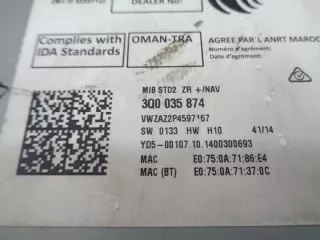 DEALER No:
Complies with
IDA Standards
OMAN-TRA
AGREE PAR L'ANRT MAROC
Numéro d'agrément:
Date d'agrément:
MIB STD2 ZR +/NAV
3Q0 035 874
VWZAZ2P4597167
SW 0133 HW H10 41/14
YD5-00107.10.1400300693
MAC E0:75:0A:71:86:E4
MAC (BT) E0:75:0A:71:37:0C